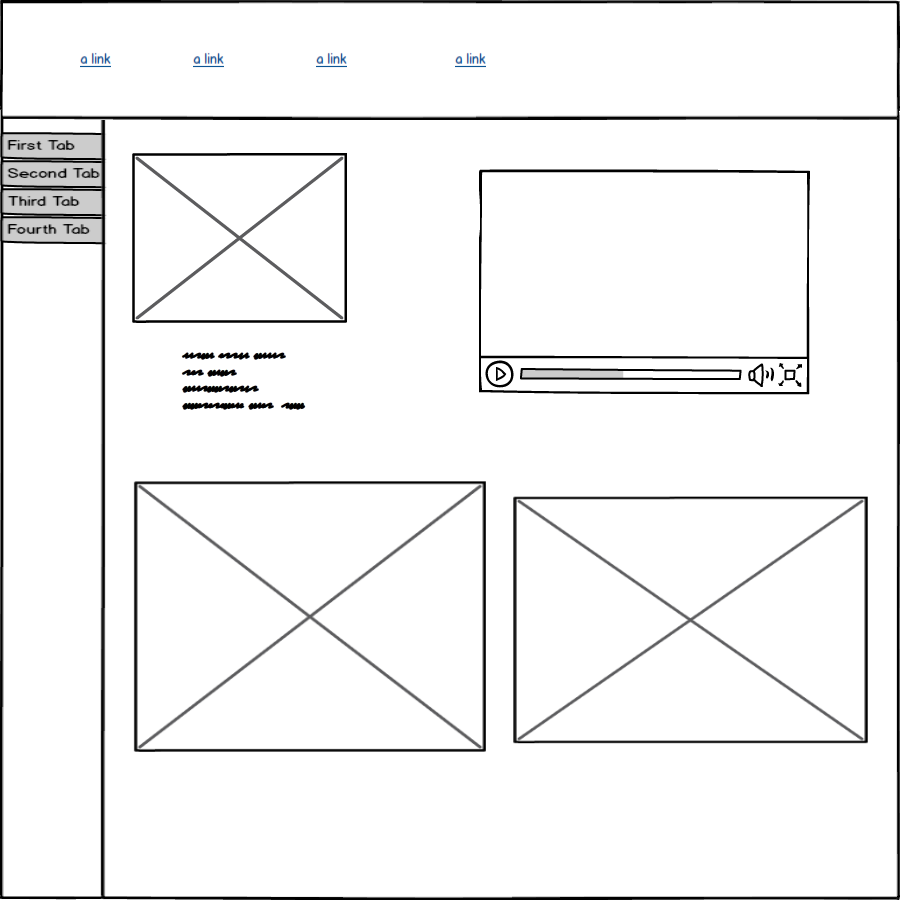 a link a link a link a link
First Tab
Second Tab
Third Tab
Fourth Tab